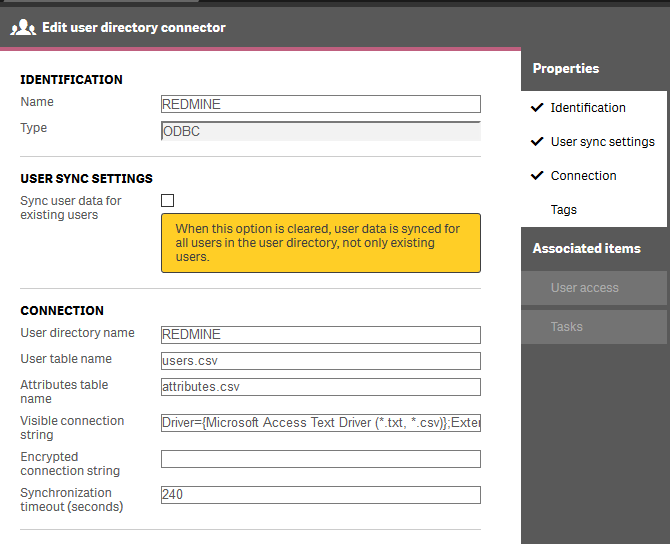 Edit user directory connector
IDENTIFICATION
Name
REDMINE
Type
ODBC
USER SYNC SETTINGS
Sync user data for
existing users
When this option is cleared, user data is synced for
all users in the user directory, not only existing
users.
CONNECTION
User directory name
REDMINE
User table name
users.csv
Attributes table
name
attributes.csv
Visible connection
string
Driver={Microsoft Access Text Driver (*.txt, *.csv)};Exter
Encrypted
connection string
Synchronization
timeout (seconds)
240
Properties
Identification
User sync settings
Connection
Tags
Associated items
User access
Tasks